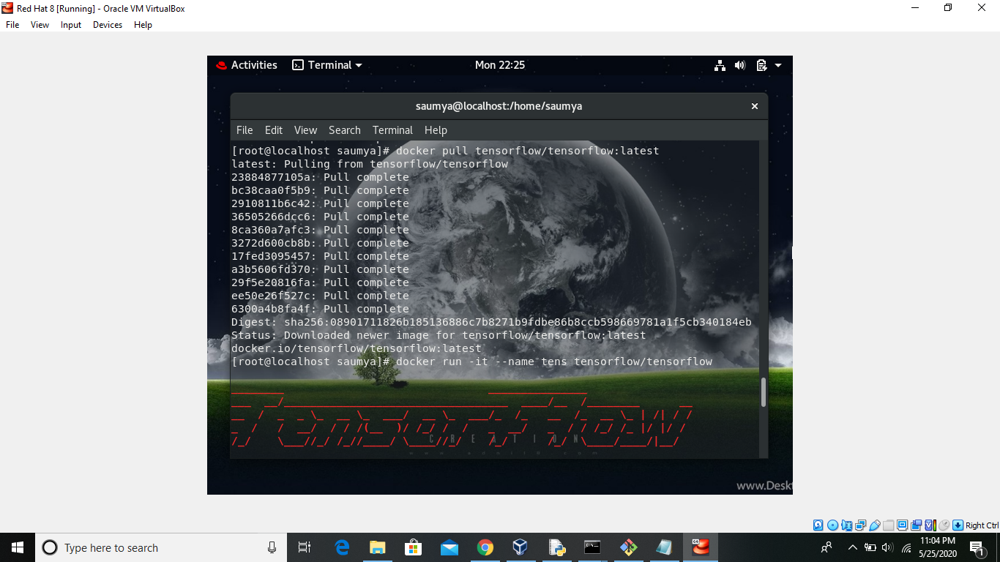 Red Hat 8 [Running] - Oracle VM VirtualBox
File View Input Devices Help
Activities Terminal Mon 22:25
saumya@localhost:/home/saumya
File Edit View Search Terminal Help
[root@localhost saumya]# docker pull tensorflow/tensorflow:latest
latest: Pulling from tensorflow/tensorflow
23884877105a: Pull complete
bc38caa0f5b9: Pull complete
2910811b6c42: Pull complete
36505266dcc6: Pull complete
8ca360a7afc3: Pull complete
3272d600cb8b: Pull complete
17fed3095457: Pull complete
a3b5606fd370: Pull complete
29f5e20816fa: Pull complete
ee50e26f527c: Pull complete
6300a4b8fa4f: Pull complete
Digest: sha256:08901711826b185136886c7b8271b9fdbe86b8ccb598669781a1f5cb340184eb
Status: Downloaded newer image for tensorflow/tensorflow:latest
docker.io/tensorflow/tensorflow:latest
[root@localhost saumya]# docker run -it --name tens tensorflow/tensorflow
TensorFlow
CREATION
www.Deskt
Right Ctrl
Type here to search
11:04 PM
5/25/2020
1